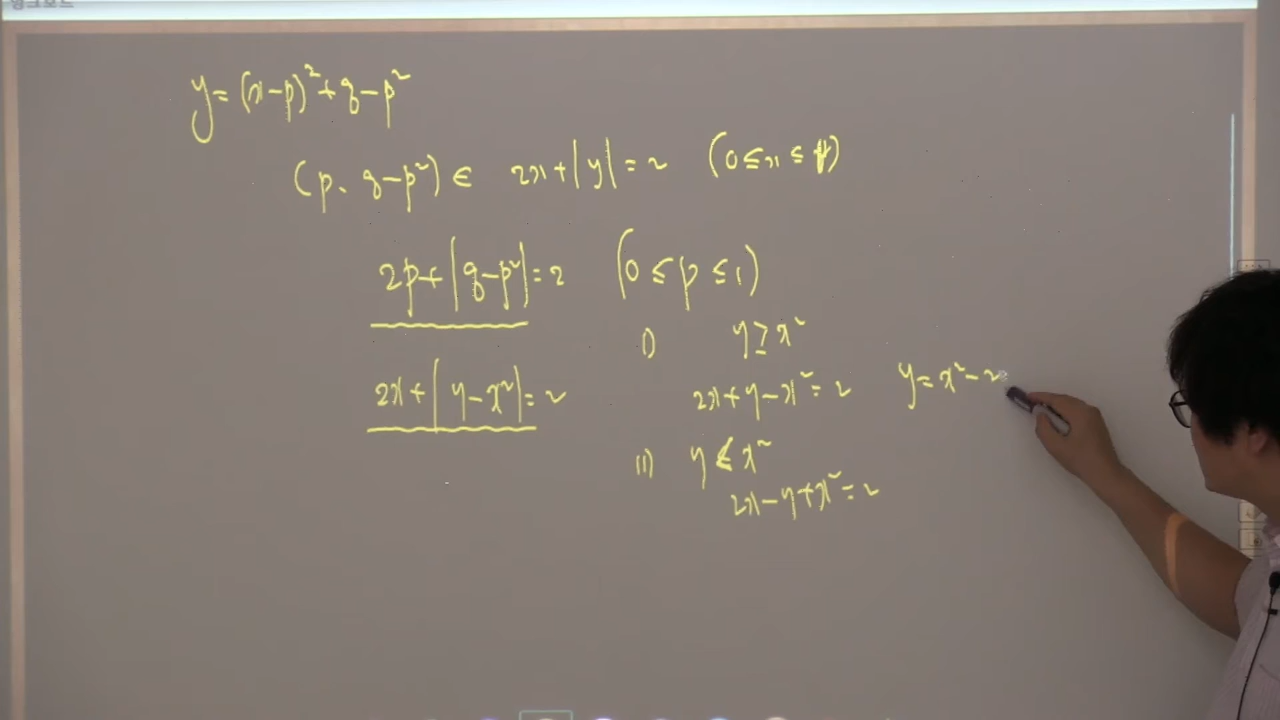 y=(x-p)²+q-p²
(p, q-p²)∈ 2x+|y|=2 (0≤x≤1)
2p+|q-p²|=2 (0≤p≤1)
i) y≥x²
2x+|y-x²|=2
2x+y-x²=2 y=x²-2
ii) y<x²
2x-y+x²=2